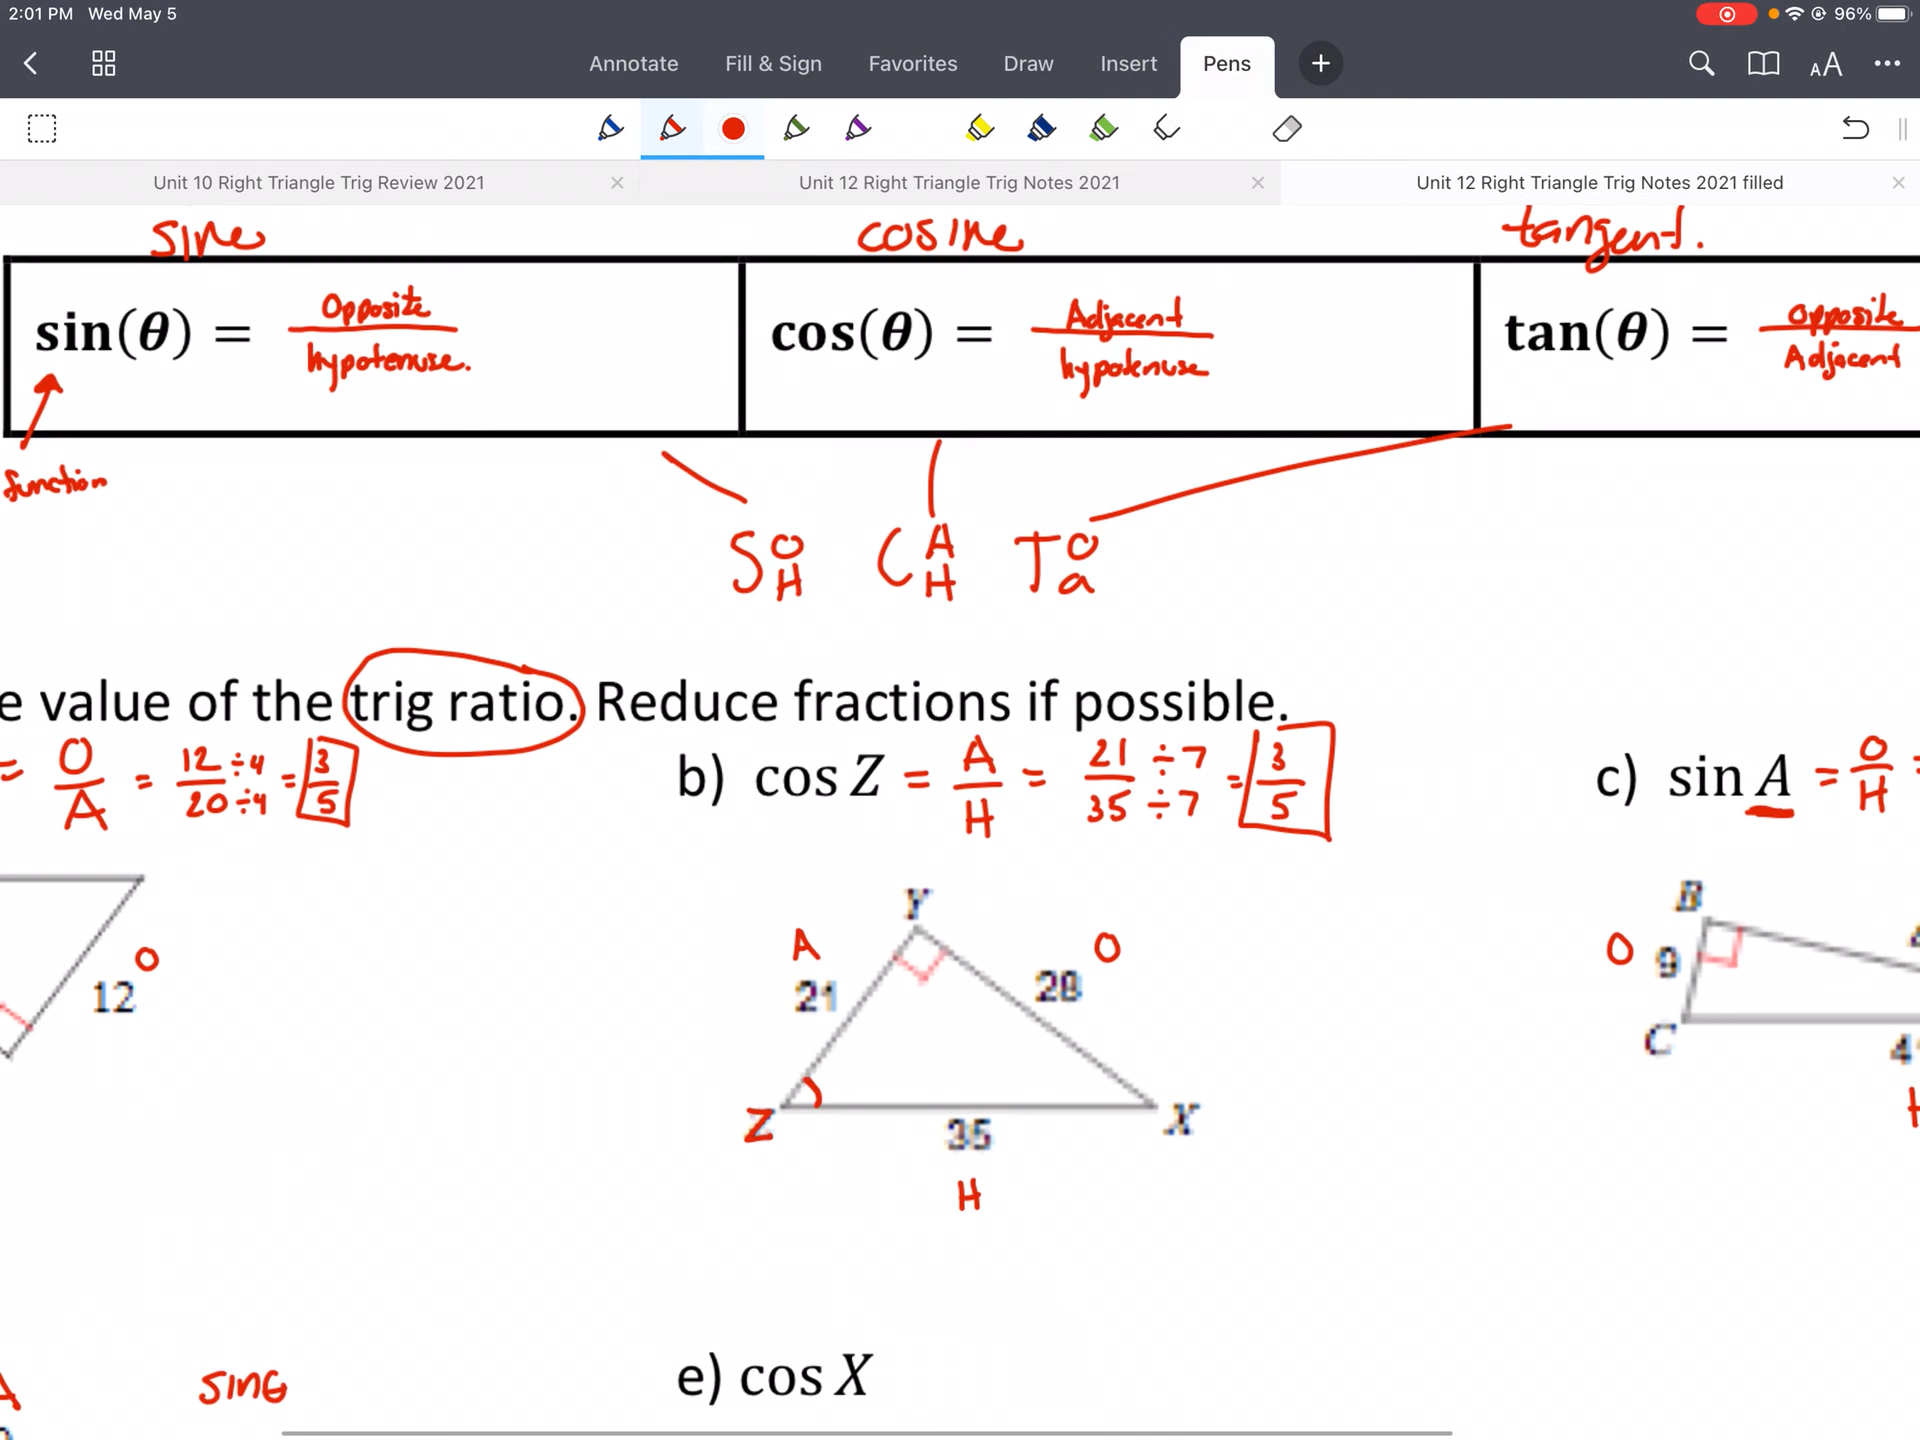 2:01 PM Wed May 5
96%
Annotate Fill & Sign Favorites Draw Insert Pens
AA
Unit 10 Right Triangle Trig Review 2021
Unit 12 Right Triangle Trig Notes 2021
Unit 12 Right Triangle Trig Notes 2021 filled
sine cosine tangent.
sin(θ) = Opposite / hypotenuse.
cos(θ) = Adjacent / hypotenuse
tan(θ) = Opposite / Adjacent
function
S O/H C A/H T O/a
e value of the trig ratio. Reduce fractions if possible.
= O/A = 12÷4 / 20÷4 = 3/5
b) cos Z = A/H = 21÷7 / 35÷7 = 3/5
c) sin A = O/H =
12 O
Y
A O
21 28
Z X
35
H
B
O 9
C
4
H
A
sinG
e) cos X